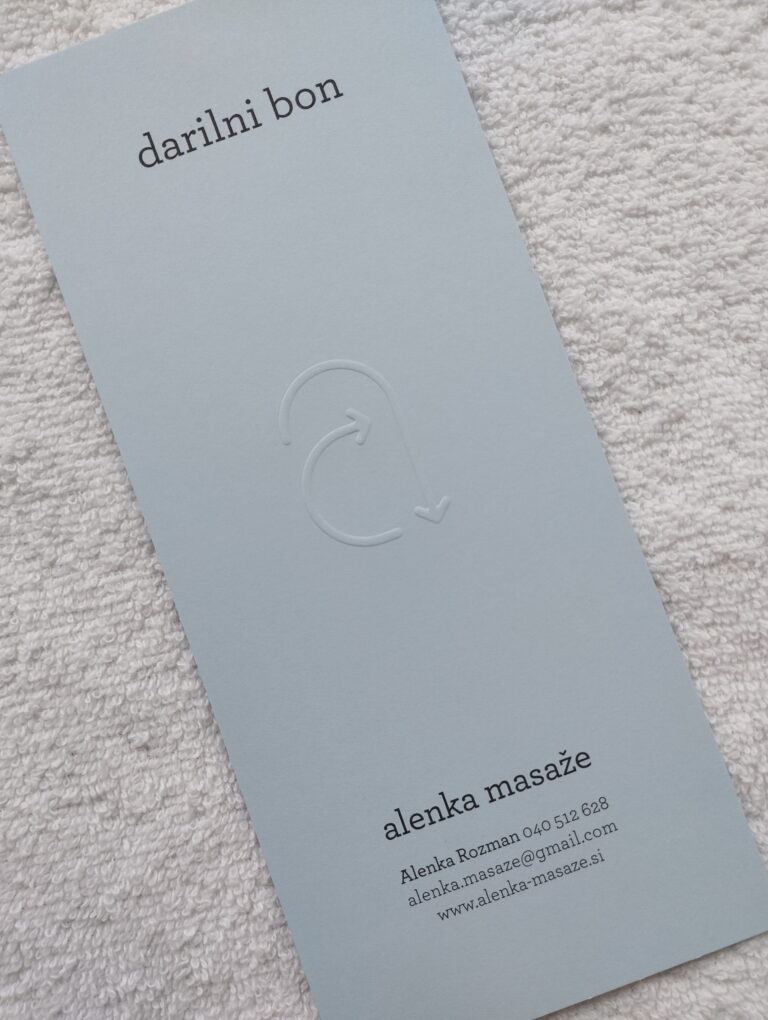 darilni bon
alenka masaže
Alenka Rozman 040 512 628
alenka.masaze@gmail.com
www.alenka-masaze.si